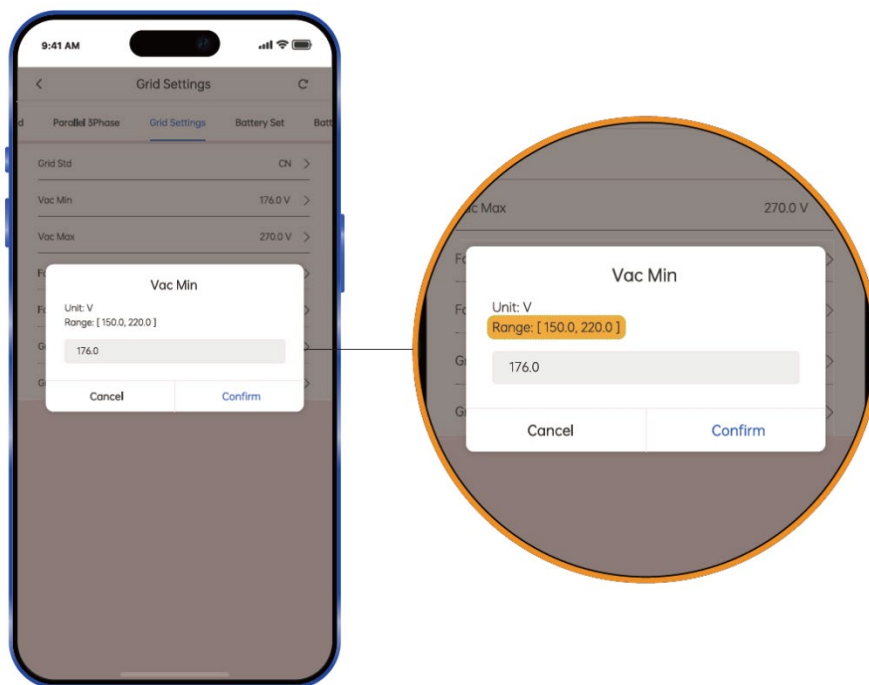 9:41 AM
Grid Settings
d Parallel 3Phase Grid Settings Battery Set Batt
Grid Std CN
Vac Min 176.0 V
Vac Max 270.0 V
Vac Min
Unit: V
Range: [ 150.0, 220.0 ]
176.0
Cancel Confirm
ac Max 270.0 V
Vac Min
Unit: V
Range: [ 150.0, 220.0 ]
176.0
Cancel Confirm